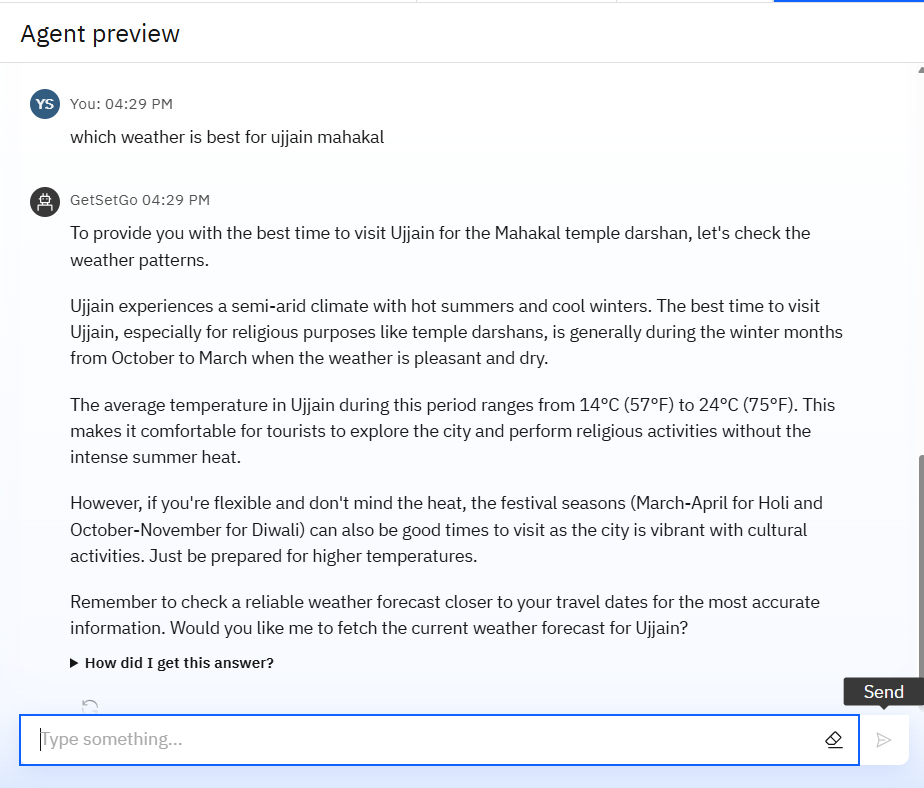 Agent preview
YS
You: 04:29 PM
which weather is best for ujjain mahakal
GetSetGo 04:29 PM
To provide you with the best time to visit Ujjain for the Mahakal temple darshan, let's check the
weather patterns.
Ujjain experiences a semi-arid climate with hot summers and cool winters. The best time to visit
Ujjain, especially for religious purposes like temple darshans, is generally during the winter months
from October to March when the weather is pleasant and dry.
The average temperature in Ujjain during this period ranges from 14°C (57°F) to 24°C (75°F). This
makes it comfortable for tourists to explore the city and perform religious activities without the
intense summer heat.
However, if you're flexible and don't mind the heat, the festival seasons (March-April for Holi and
October-November for Diwali) can also be good times to visit as the city is vibrant with cultural
activities. Just be prepared for higher temperatures.
Remember to check a reliable weather forecast closer to your travel dates for the most accurate
information. Would you like me to fetch the current weather forecast for Ujjain?
How did I get this answer?
Send
Type something...